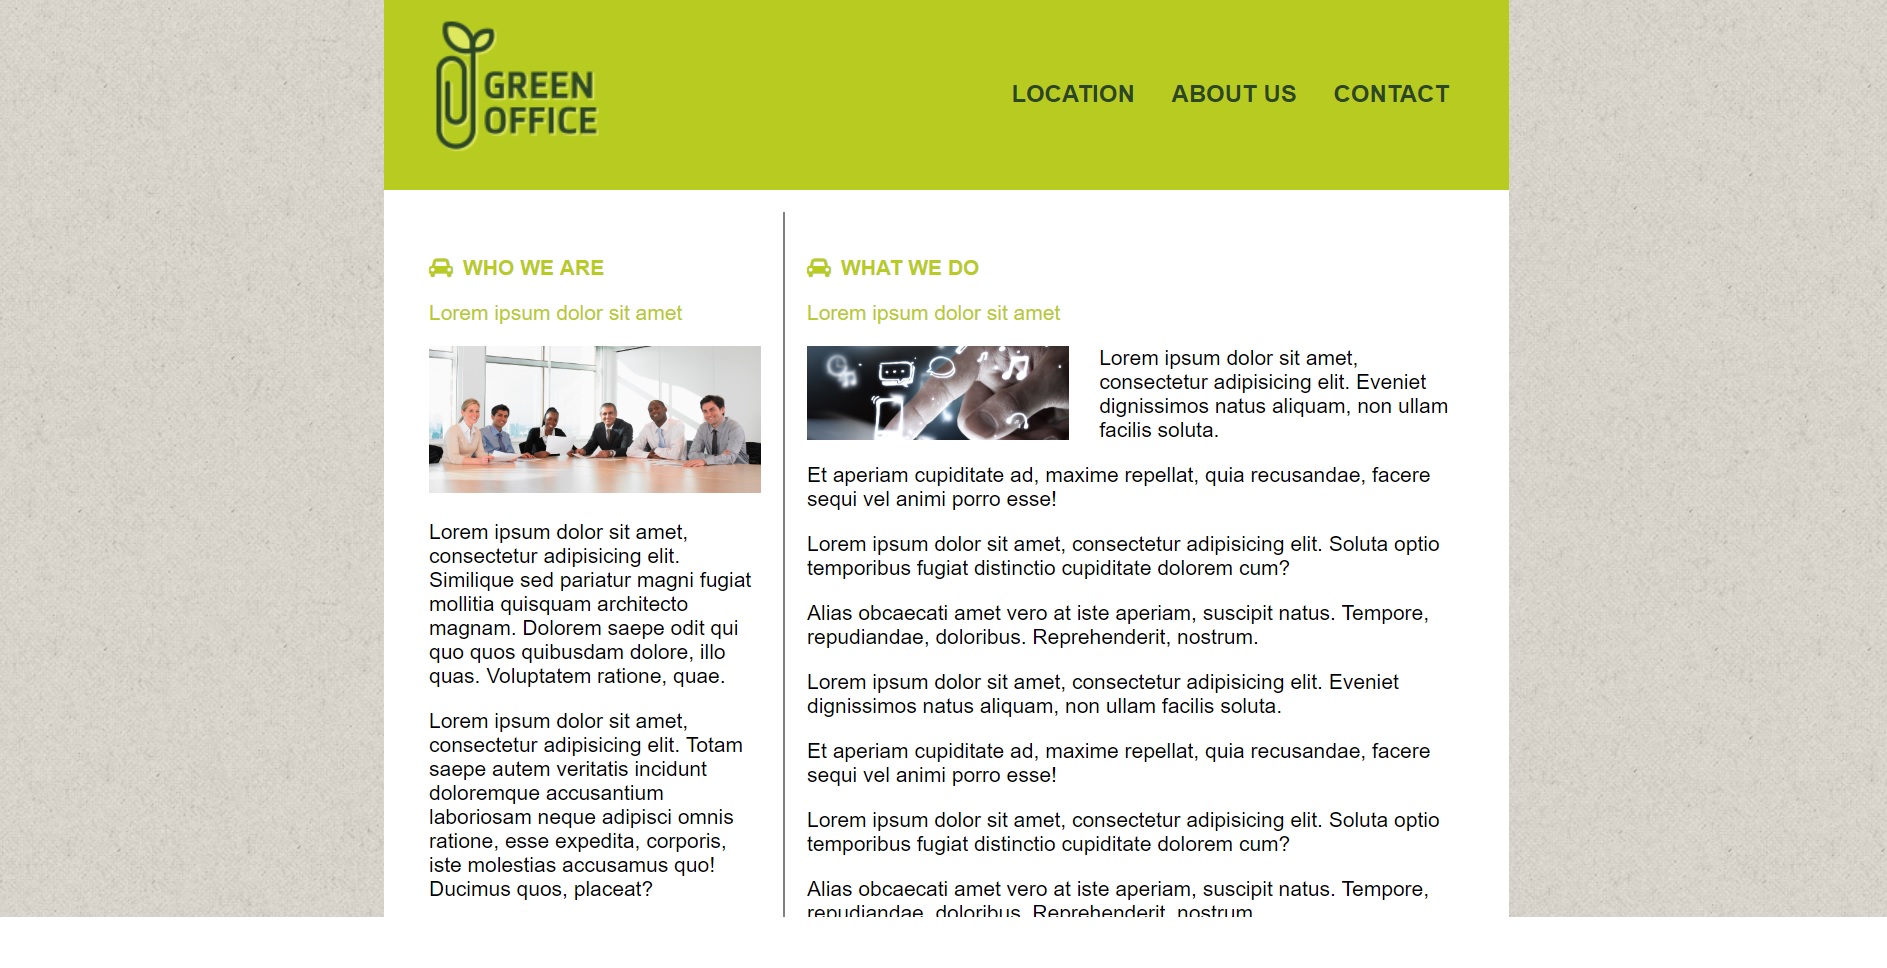 GREEN
OFFICE
LOCATION ABOUT US CONTACT
WHO WE ARE
Lorem ipsum dolor sit amet
Lorem ipsum dolor sit amet,
consectetur adipisicing elit.
Similique sed pariatur magni fugiat
mollitia quisquam architecto
magnam. Dolorem saepe odit qui
quo quos quibusdam dolore, illo
quas. Voluptatem ratione, quae.
Lorem ipsum dolor sit amet,
consectetur adipisicing elit. Totam
saepe autem veritatis incidunt
doloremque accusantium
laboriosam neque adipisci omnis
ratione, esse expedita, corporis,
iste molestias accusamus quo!
Ducimus quos, placeat?
WHAT WE DO
Lorem ipsum dolor sit amet
Lorem ipsum dolor sit amet,
consectetur adipisicing elit. Eveniet
dignissimos natus aliquam, non ullam
facilis soluta.
Et aperiam cupiditate ad, maxime repellat, quia recusandae, facere
sequi vel animi porro esse!
Lorem ipsum dolor sit amet, consectetur adipisicing elit. Soluta optio
temporibus fugiat distinctio cupiditate dolorem cum?
Alias obcaecati amet vero at iste aperiam, suscipit natus. Tempore,
repudiandae, doloribus. Reprehenderit, nostrum.
Lorem ipsum dolor sit amet, consectetur adipisicing elit. Eveniet
dignissimos natus aliquam, non ullam facilis soluta.
Et aperiam cupiditate ad, maxime repellat, quia recusandae, facere
sequi vel animi porro esse!
Lorem ipsum dolor sit amet, consectetur adipisicing elit. Soluta optio
temporibus fugiat distinctio cupiditate dolorem cum?
Alias obcaecati amet vero at iste aperiam, suscipit natus. Tempore,
repudiandae, doloribus. Reprehenderit, nostrum.